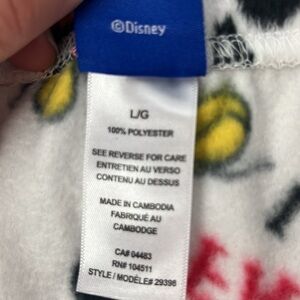 ©Disney
L/G
100% POLYESTER
SEE REVERSE FOR CARE
ENTRETIEN AU VERSO
CONTENU AU DESSUS
MADE IN CAMBODIA
FABRIQUÉ AU
CAMBODGE
CA# 04483
RN# 104511
STYLE / MODÈLE# 29398